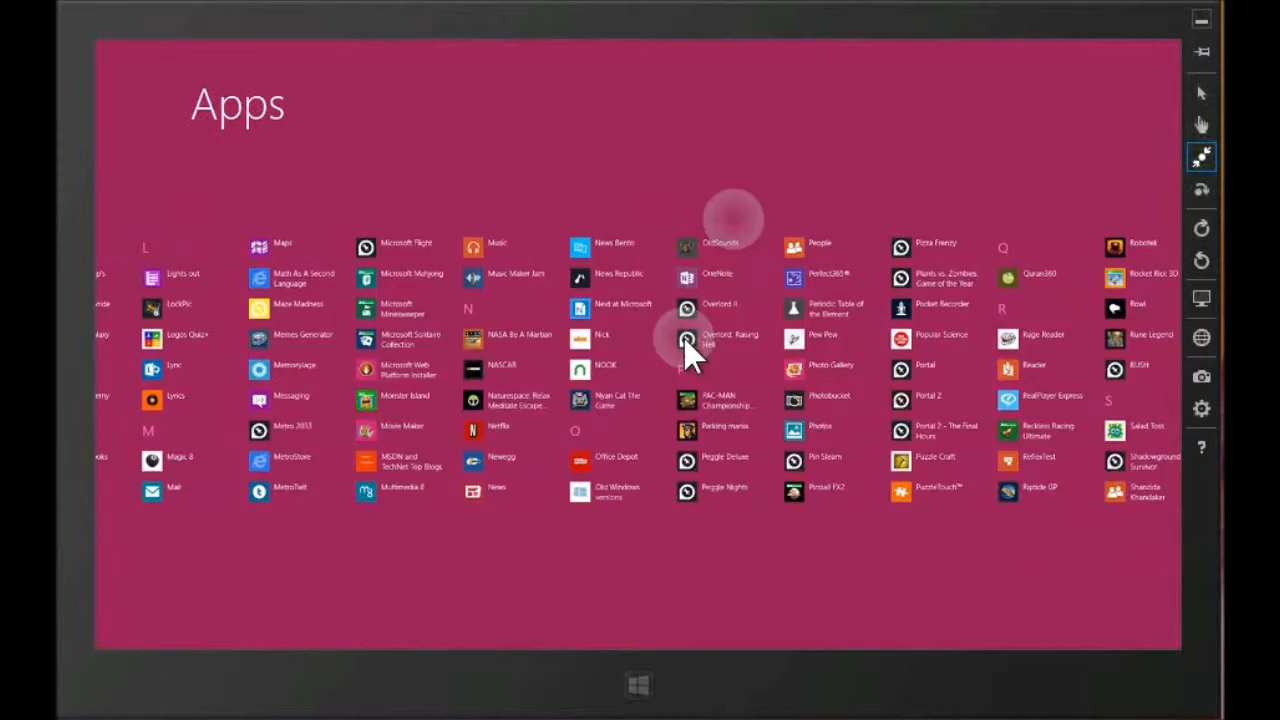 Apps
L
Lights out
LockPic
Logos Quiz+
Lync
Lyrics
M
Magic 8
Mail
Maps
Math As A Second
Language
Maze Madness
Memes Generator
Memorylage
Messaging
Metro 2033
MetroStore
MetroTwit
Microsoft Flight
Microsoft Mahjong
Microsoft
Minesweeper
Microsoft Solitaire
Collection
Microsoft Web
Platform Installer
Monster Island
Movie Maker
MSDN and
TechNet Top Blogs
Multimedia 8
Music
Music Maker Jam
N
NASA Be A Martian
NASCAR
Naturespace: Relax
Meditate Escape...
Netflix
Newegg
News
News Bento
News Republic
Next at Microsoft
Nick
NOOK
Nyan Cat The
Game
O
Office Depot
Old Windows
versions
OldSounds
OneNote
Overlord II
Overlord: Raising
Hell
P
PAC-MAN
Championship...
Parking mania
Peggle Deluxe
Peggle Nights
People
Perfect365®
Periodic Table of
the Element
Pew Pew
Photo Gallery
Photobucket
Photos
Pin Steam
Pinball FX2
Pizza Frenzy
Plants vs. Zombies:
Game of the Year
Pocket Recorder
Popular Science
Portal
Portal 2
Portal 2 - The Final
Hours
Puzzle Craft
PuzzleTouch™
Q
Quran360
R
Rage Reader
Reader
RealPlayer Express
Reckless Racing
Ultimate
ReflexTest
Riptide GP
Robotek
Rocket Riot 3D
Rowi
Rune Legend
RUSH
S
Salad Toss
Shadowground
Survivor
Shaotida
Khandaker
?